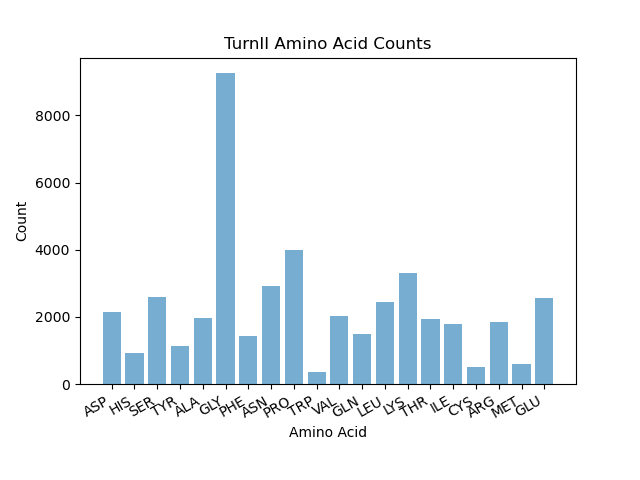 TurnII Amino Acid Counts
Count
8000
6000
4000
2000
0
ASP HIS SER TYR ALA GLY PHE ASN PRO TRP VAL GLN LEU LYS THR ILE CYS ARG MET GLU
Amino Acid